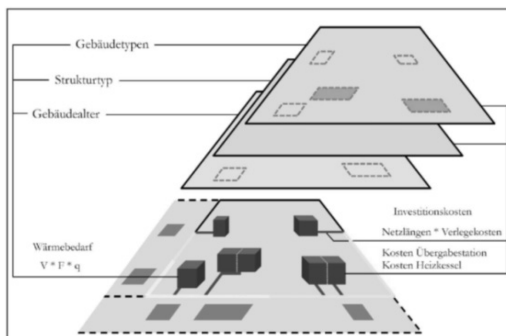 Gebäudetypen
Strukturtyp
Gebäudealter
Wärmebedarf
V * F * q
Investitionskosten
Netzlängen * Verlegekosten
Kosten Übergabestation
Kosten Heizkessel